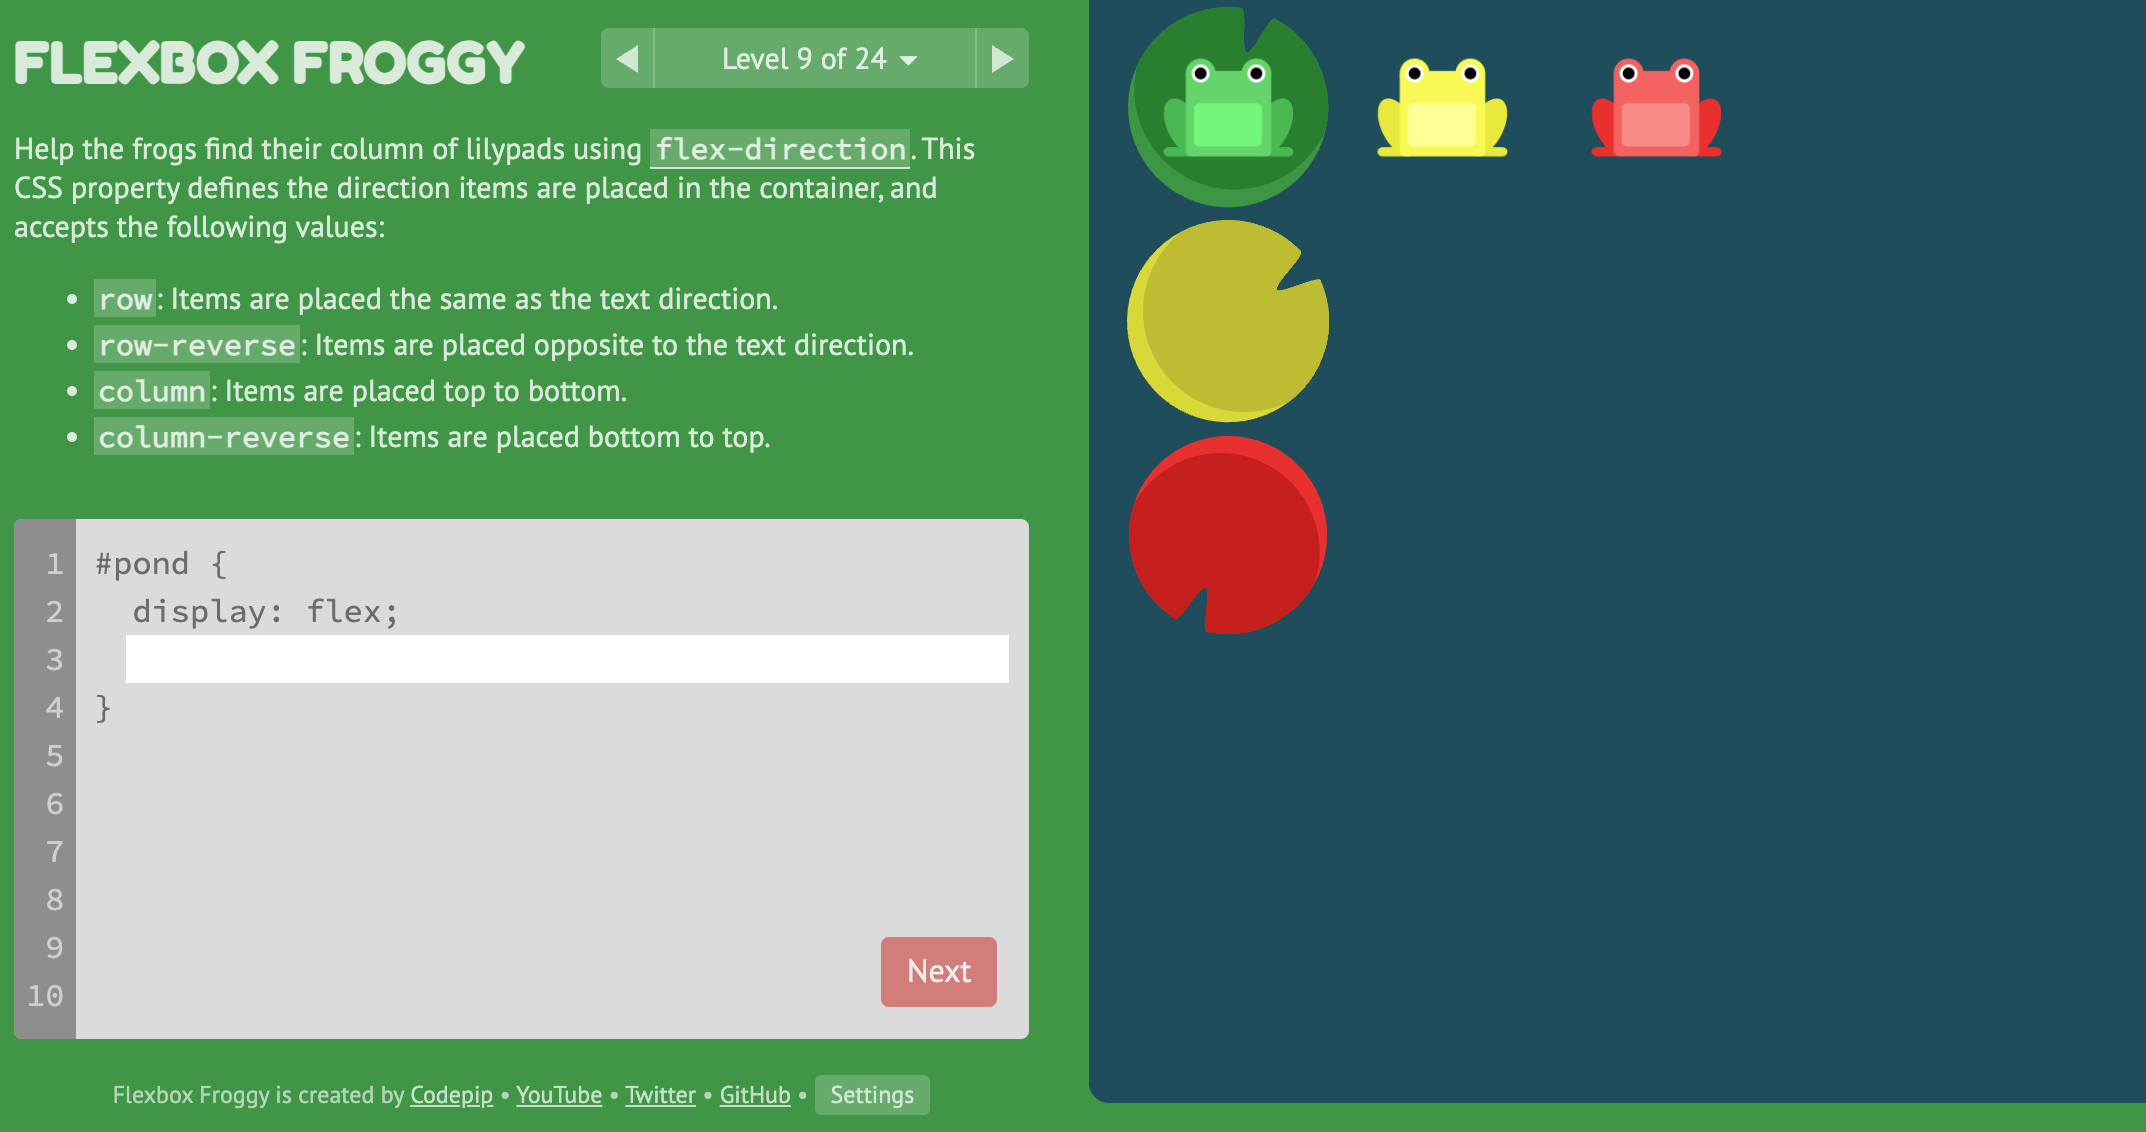 FLEXBOX FROGGY
Level 9 of 24
Help the frogs find their column of lilypads using flex-direction. This
CSS property defines the direction items are placed in the container, and
accepts the following values:
• row: Items are placed the same as the text direction.
• row-reverse: Items are placed opposite to the text direction.
• column: Items are placed top to bottom.
• column-reverse: Items are placed bottom to top.
1 #pond {
2 display: flex;
3
4 }
5
6
7
8
9
10
Next
Flexbox Froggy is created by Codepip • YouTube • Twitter • GitHub • Settings